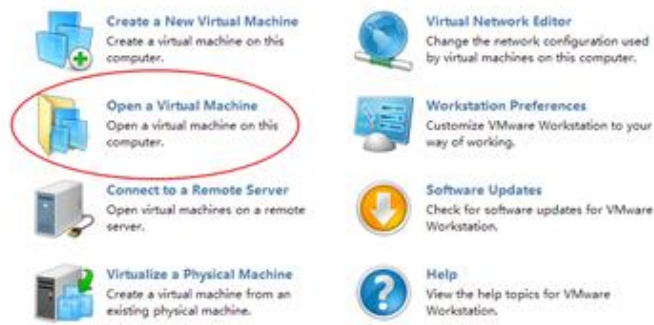 Create a New Virtual Machine
Create a virtual machine on this
computer.
Open a Virtual Machine
Open a virtual machine on this
computer.
Connect to a Remote Server
Open virtual machines on a remote
server.
Virtualize a Physical Machine
Create a virtual machine from an
existing physical machine.
Virtual Network Editor
Change the network configuration used
by virtual machines on this computer.
Workstation Preferences
Customize VMware Workstation to your
way of working.
Software Updates
Check for software updates for VMware
Workstation.
Help
View the help topics for VMware
Workstation.